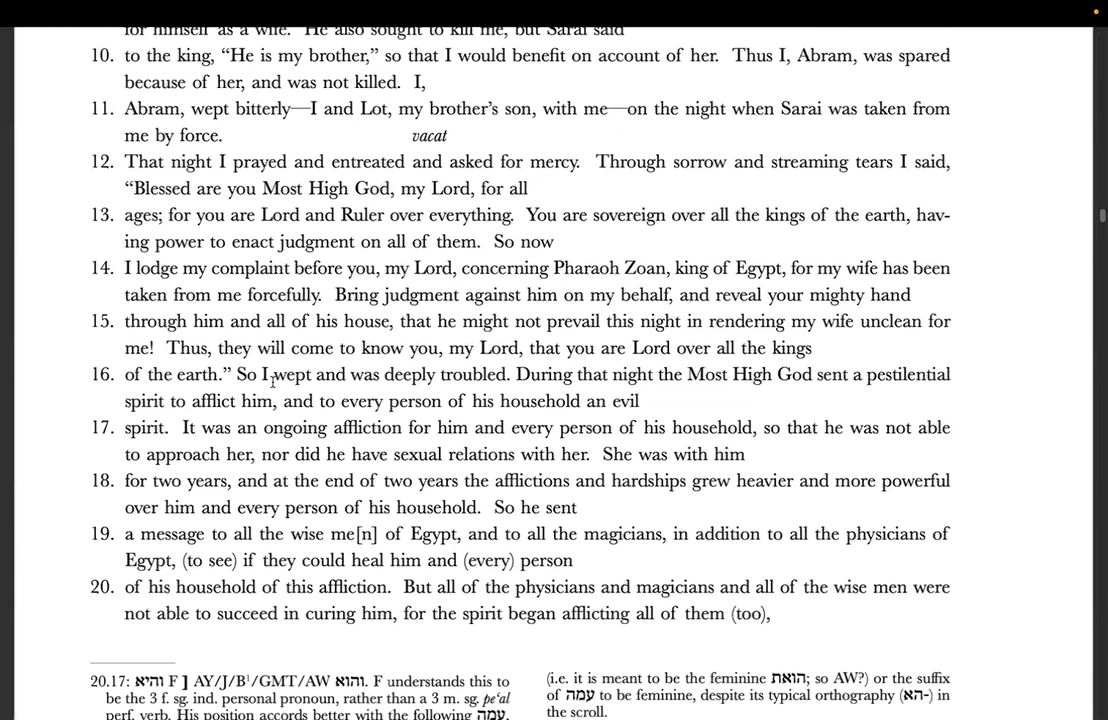 for himself as a wife. He also sought to kill me, but Sarai said
10. to the king, “He is my brother,” so that I would benefit on account of her. Thus I, Abram, was spared
because of her, and was not killed. I,
11. Abram, wept bitterly—I and Lot, my brother’s son, with me—on the night when Sarai was taken from
me by force. vacat
12. That night I prayed and entreated and asked for mercy. Through sorrow and streaming tears I said,
“Blessed are you Most High God, my Lord, for all
13. ages; for you are Lord and Ruler over everything. You are sovereign over all the kings of the earth, hav-
ing power to enact judgment on all of them. So now
14. I lodge my complaint before you, my Lord, concerning Pharaoh Zoan, king of Egypt, for my wife has been
taken from me forcefully. Bring judgment against him on my behalf, and reveal your mighty hand
15. through him and all of his house, that he might not prevail this night in rendering my wife unclean for
me! Thus, they will come to know you, my Lord, that you are Lord over all the kings
16. of the earth.” So I wept and was deeply troubled. During that night the Most High God sent a pestilential
spirit to afflict him, and to every person of his household an evil
17. spirit. It was an ongoing affliction for him and every person of his household, so that he was not able
to approach her, nor did he have sexual relations with her. She was with him
18. for two years, and at the end of two years the afflictions and hardships grew heavier and more powerful
over him and every person of his household. So he sent
19. a message to all the wise me[n] of Egypt, and to all the magicians, in addition to all the physicians of
Egypt, (to see) if they could heal him and (every) person
20. of his household of this affliction. But all of the physicians and magicians and all of the wise men were
not able to succeed in curing him, for the spirit began afflicting all of them (too),
20.17: והיא F ] AY/J/B¹/GMT/AW והוא. F understands this to
be the 3 f. sg. ind. personal pronoun, rather than a 3 m. sg. pe‘al
perf. verb. His position accords better with the following עמה,
(i.e. it is meant to be the feminine הואת; so AW?) or the suffix
of עמה to be feminine, despite its typical orthography (-הא) in
the scroll.